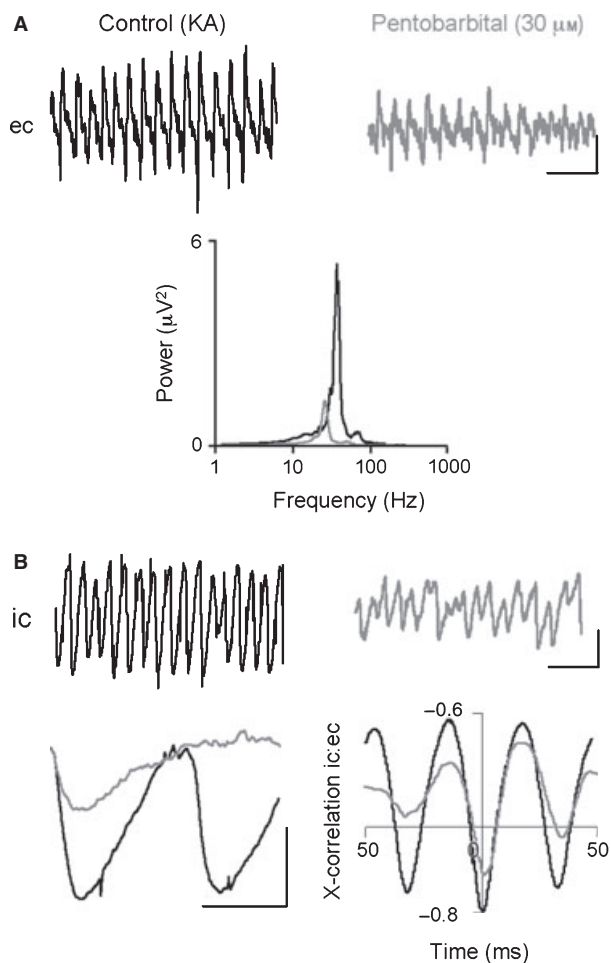 A
Control (KA)
Pentobarbital (30 μM)
ec
6
Power (μV²)
0
1
10
100
1000
Frequency (Hz)
B
ic
−0.6
X-correlation ic:ec
50
0
50
−0.8
Time (ms)